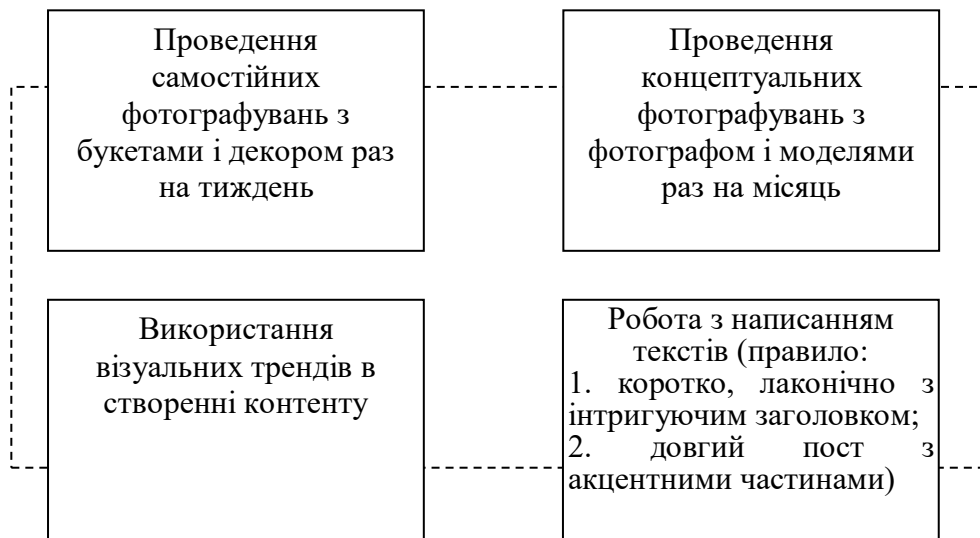 Проведення
самостійних
фотографувань з
букетами і декором раз
на тиждень
Проведення
концептуальних
фотографувань з
фотографом і моделями
раз на місяць
Використання
візуальних трендів в
створенні контенту
Робота з написанням
текстів (правило:
1. коротко, лаконічно з
інтригуючим заголовком;
2. довгий пост з
акцентними частинами)